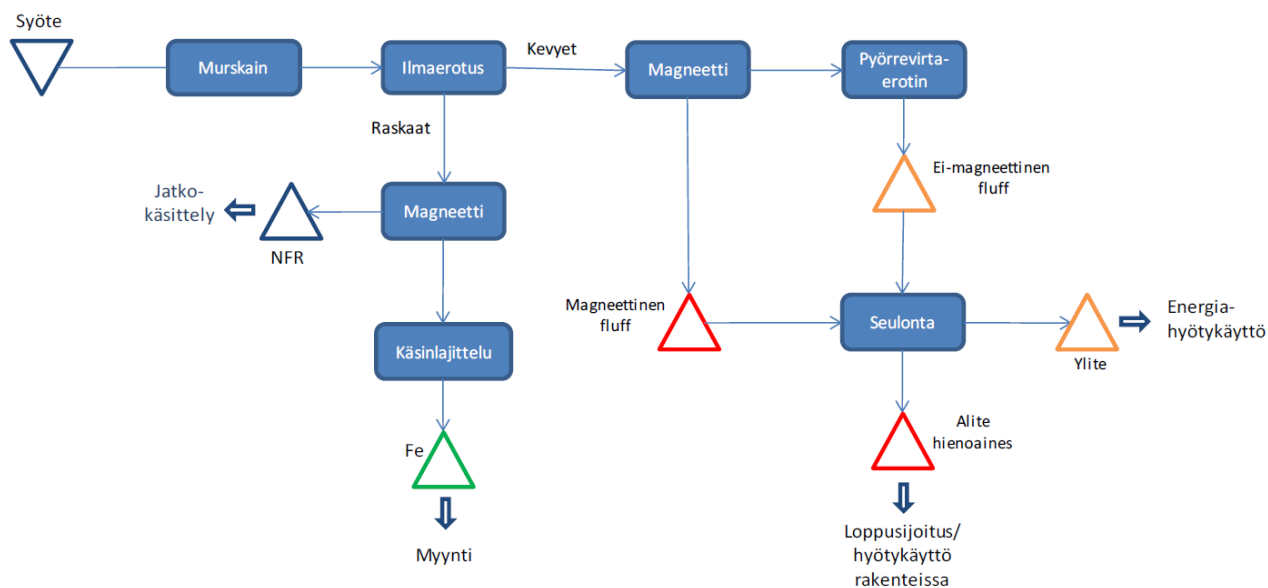 Syöte
Murskain
Ilmaerotus
Kevyet
Magneetti
Pyörrevirta-
erotin
Raskaat
Ei-magneettinen
fluff
Jatko-
käsittely
NFR
Magneetti
Magneettinen
fluff
Seulonta
Energia-
hyötykäyttö
Ylite
Käsinlajittelu
Fe
Alite
hienoaines
Myynti
Loppusijoitus/
hyötykäyttö
rakenteissa